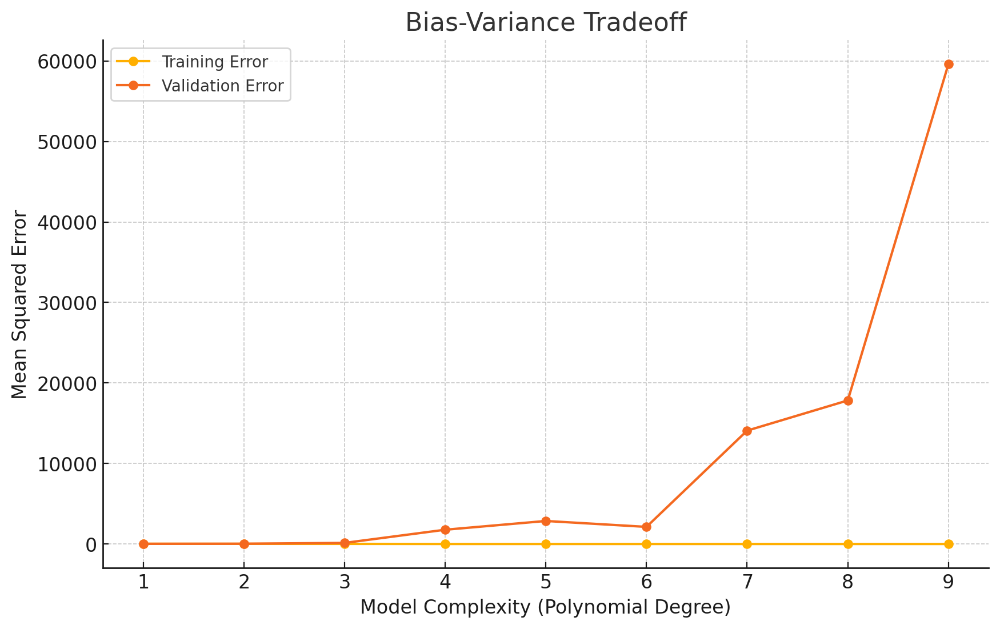 Bias-Variance Tradeoff
Training Error
Validation Error
60000
50000
40000
30000
20000
10000
0
Mean Squared Error
1 2 3 4 5 6 7 8 9
Model Complexity (Polynomial Degree)